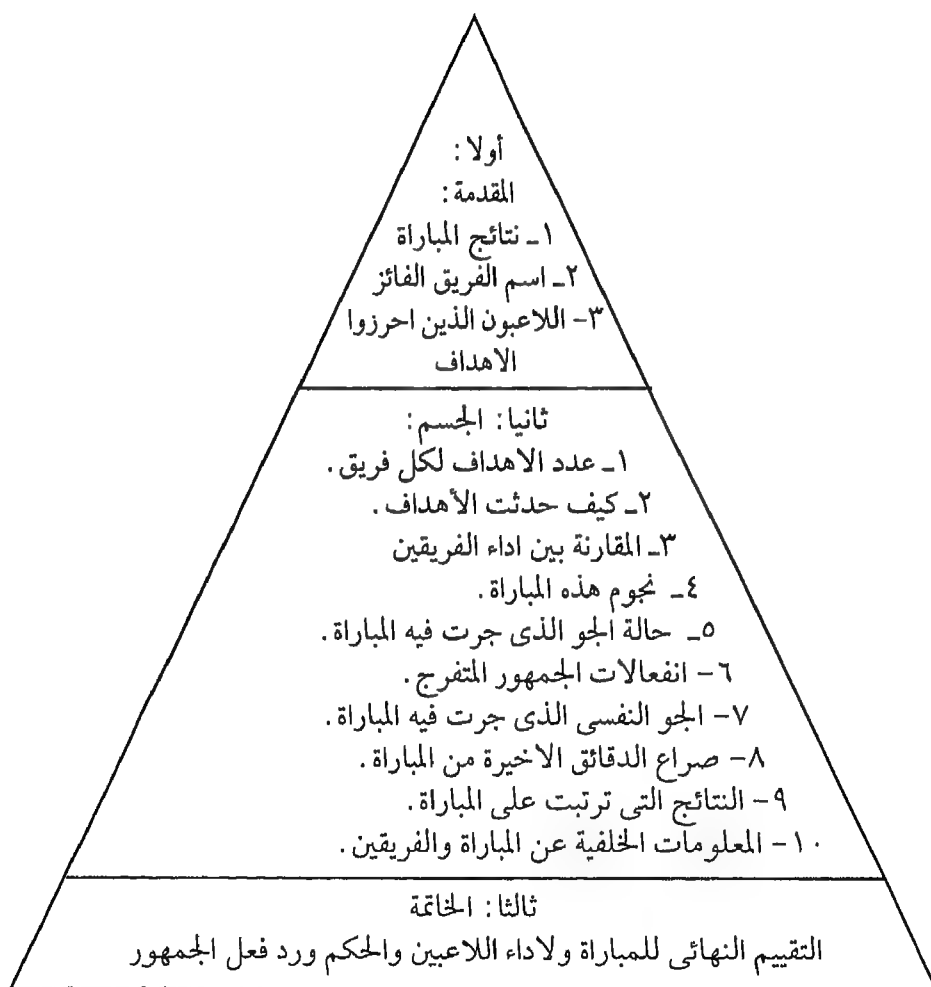 أولا :
المقدمة :
١ـ نتائج المباراة
٢ـ اسم الفريق الفائز
٣- اللاعبون الذين احرزوا
الاهداف
ثانيا : الجسم :
١ـ عدد الاهداف لكل فريق .
٢ـ كيف حدثت الأهداف .
٣ـ المقارنة بين اداء الفريقين
٤ـ نجوم هذه المباراة .
٥ـ حالة الجو الذى جرت فيه المباراة .
٦- انفعالات الجمهور المتفرج .
٧- الجو النفسى الذى جرت فيه المباراة .
٨- صراع الدقائق الاخيرة من المباراة .
٩- النتائج التى ترتبت على المباراة .
١٠- المعلومات الخلفية عن المباراة والفريقين .
ثالثا : الخاتمة
التقييم النهائى للمباراة ولاداء اللاعبين والحكم ورد فعل الجمهور